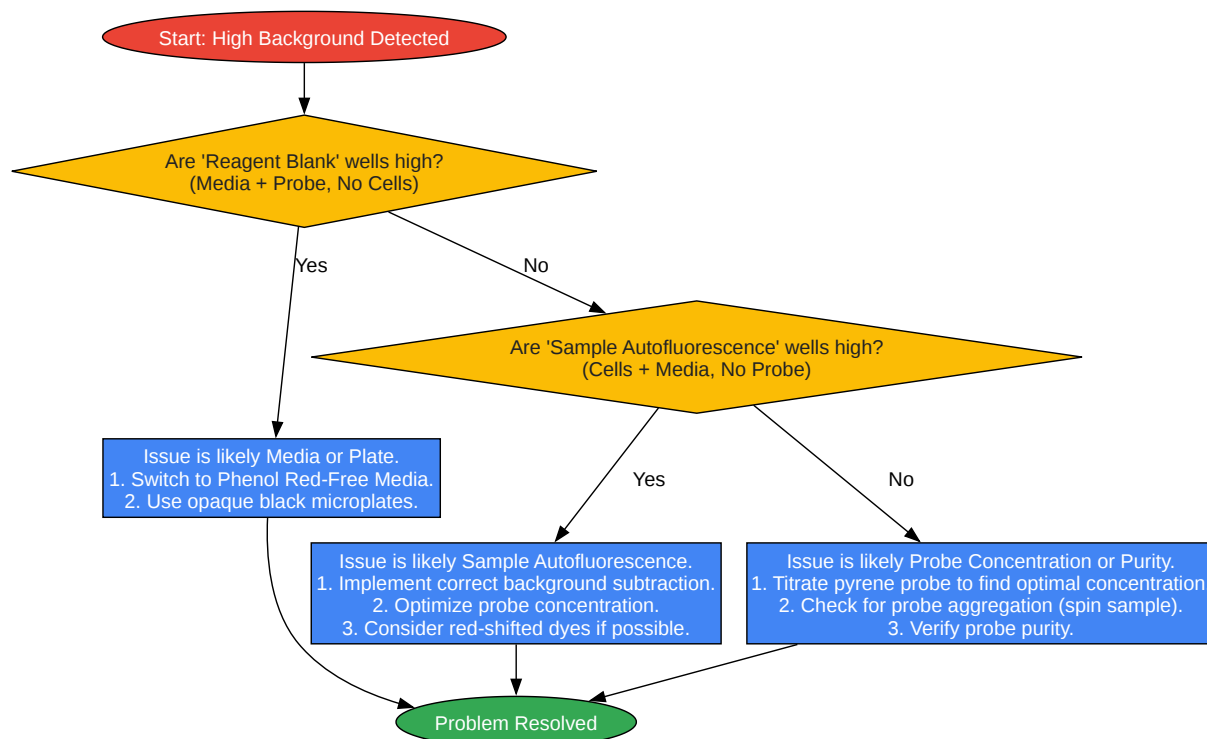 Start: High Background Detected
Are 'Reagent Blank' wells high?
(Media + Probe, No Cells)
Yes
No
Are 'Sample Autofluorescence' wells high?
(Cells + Media, No Probe)
Issue is likely Media or Plate.
1. Switch to Phenol Red-Free Media.
2. Use opaque black microplates.
Yes
No
Issue is likely Sample Autofluorescence.
1. Implement correct background subtraction.
2. Optimize probe concentration.
3. Consider red-shifted dyes if possible.
Issue is likely Probe Concentration or Purity.
1. Titrate pyrene probe to find optimal concentration
2. Check for probe aggregation (spin sample).
3. Verify probe purity.
Problem Resolved